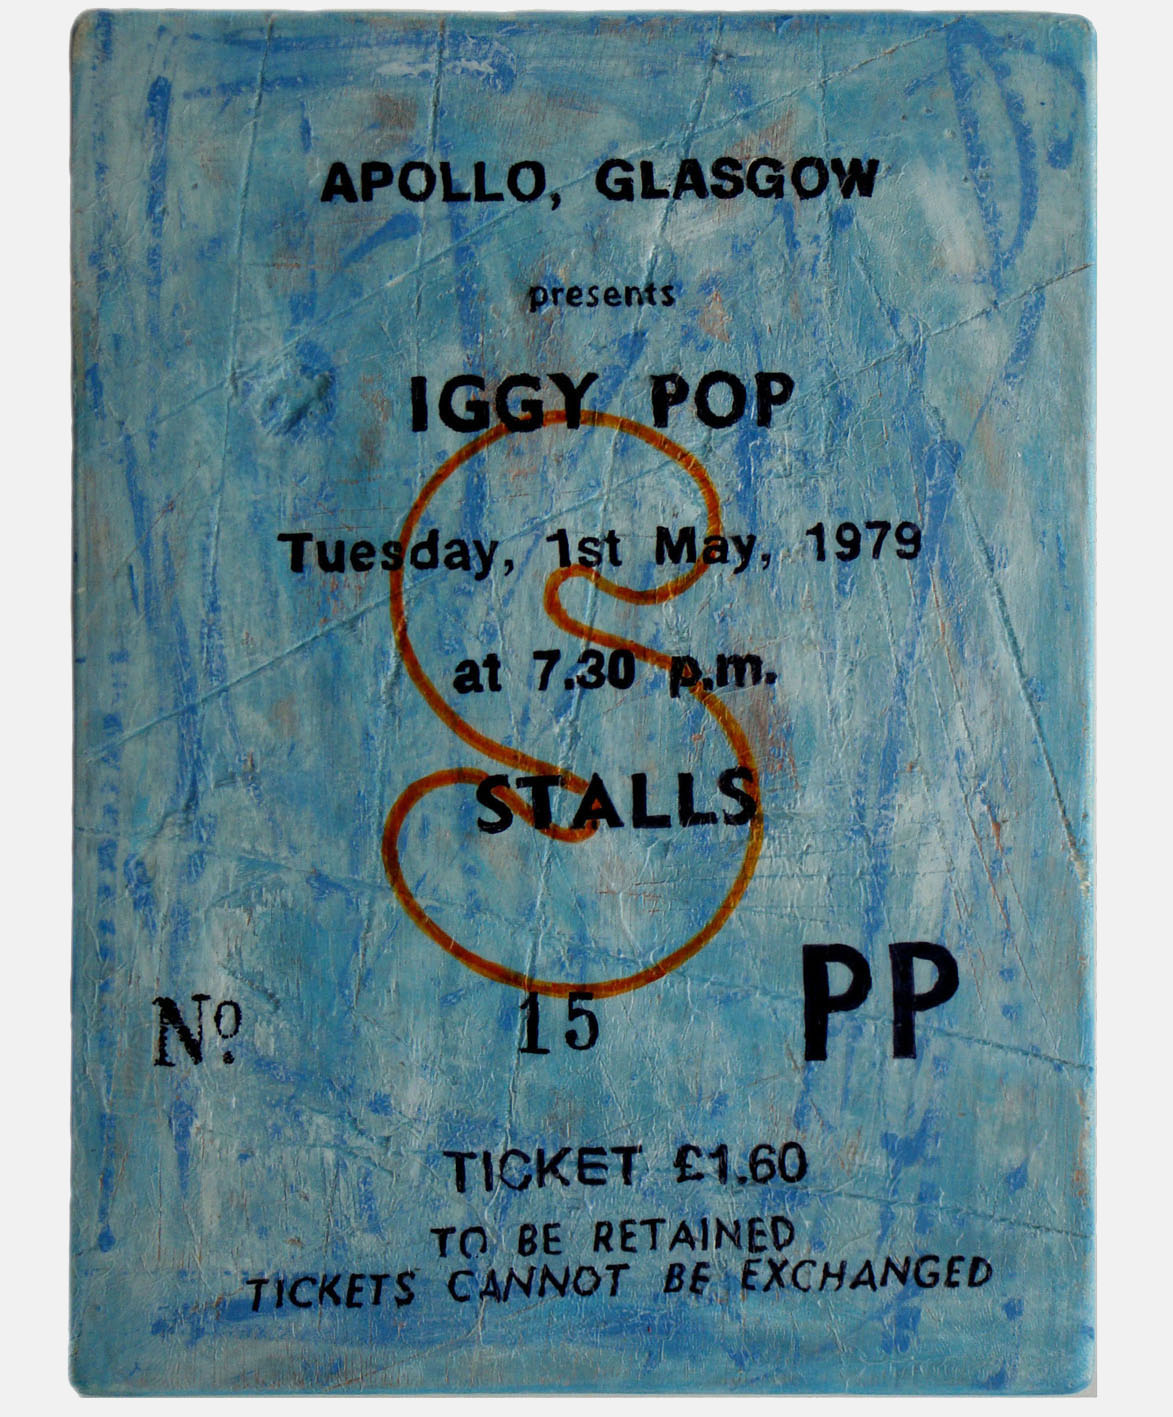 APOLLO, GLASGOW
presents
IGGY POP
Tuesday, 1st May, 1979
at 7.30 p.m.
S
STALLS
Nº 15 PP
TICKET £1.60
TO BE RETAINED
TICKETS CANNOT BE EXCHANGED